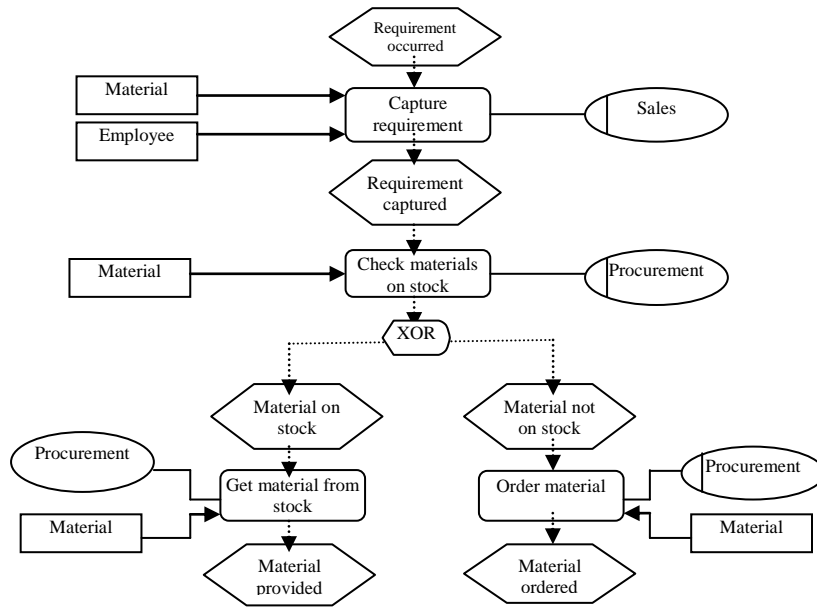 Requirement
occurred
Material
Capture
requirement
Sales
Employee
Requirement
captured
Material
Check materials
on stock
Procurement
XOR
Material on
stock
Material not
on stock
Procurement
Get material from
stock
Order material
Procurement
Material
Material
Material
provided
Material
ordered